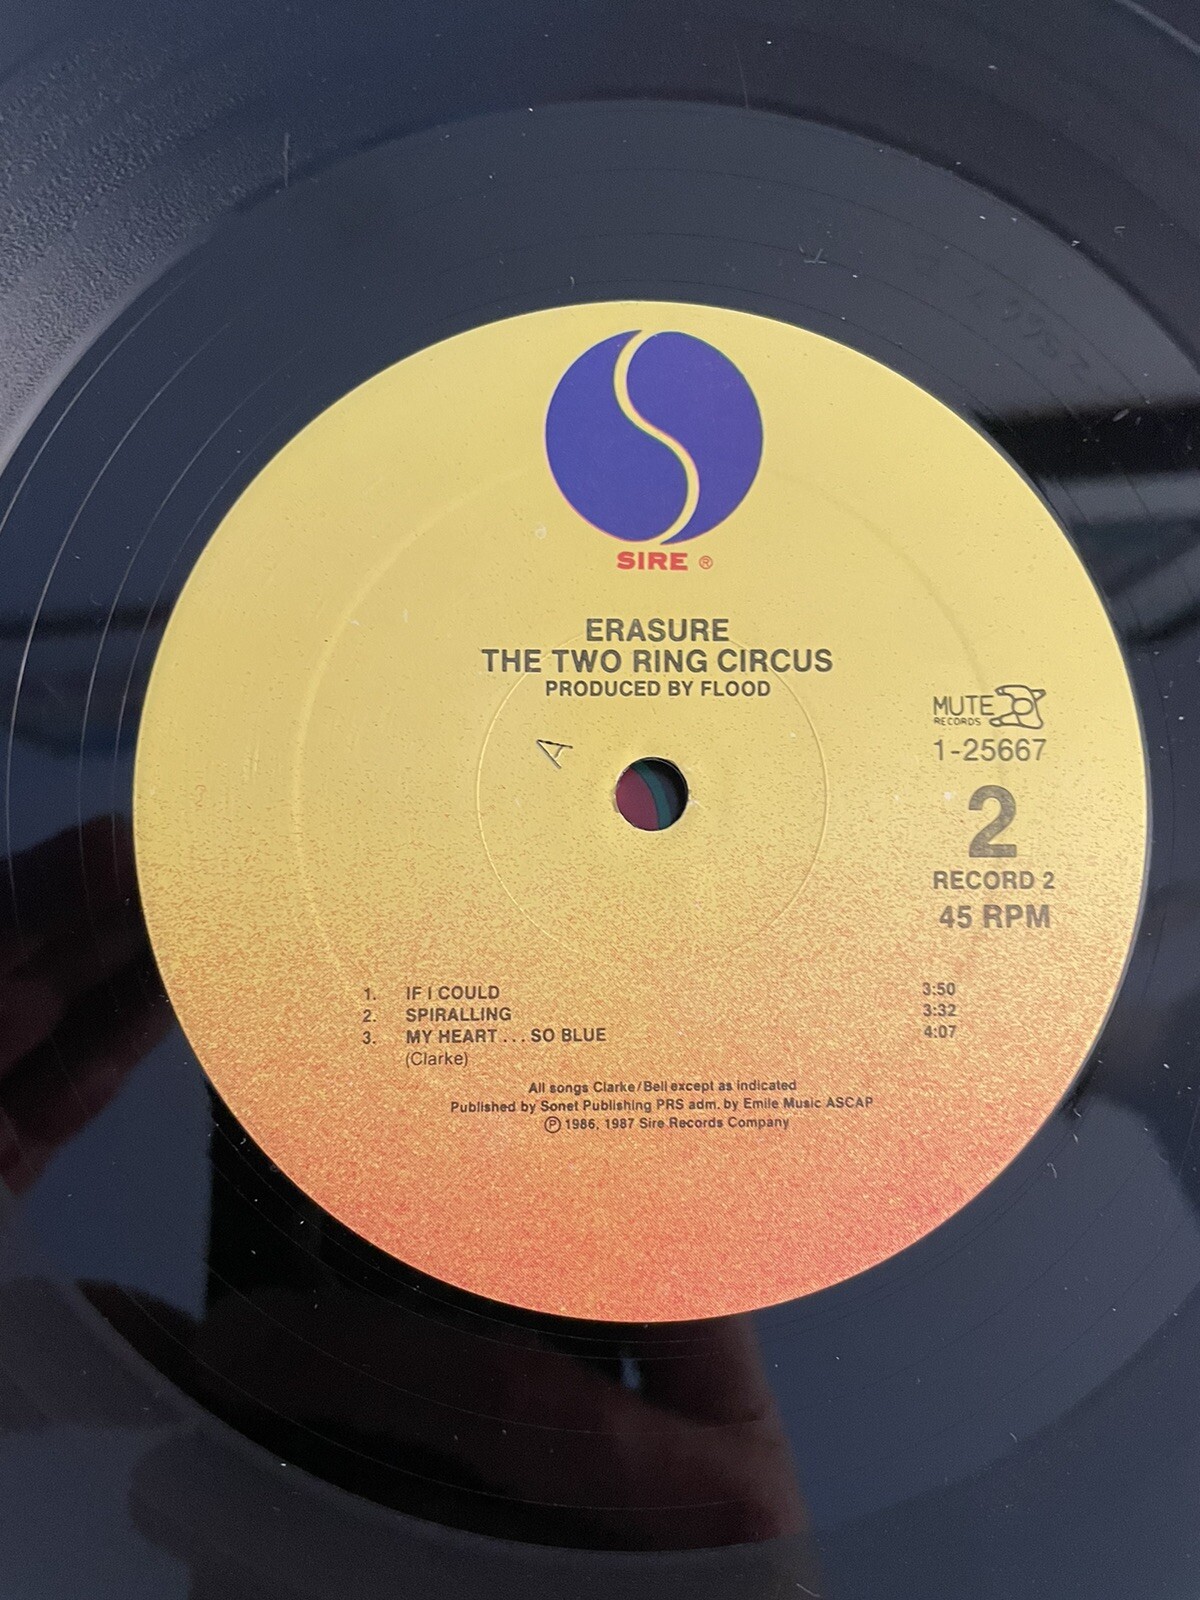 SIRE ®
ERASURE
THE TWO RING CIRCUS
PRODUCED BY FLOOD
A
MUTE
RECORDS
1-25667
2
RECORD 2
45 RPM
1. IF I COULD 3:50
2. SPIRALLING 3:32
3. MY HEART . . . SO BLUE 4:07
(Clarke)
All songs Clarke/Bell except as indicated
Published by Sonet Publishing PRS adm. by Emile Music ASCAP
℗ 1986, 1987 Sire Records Company